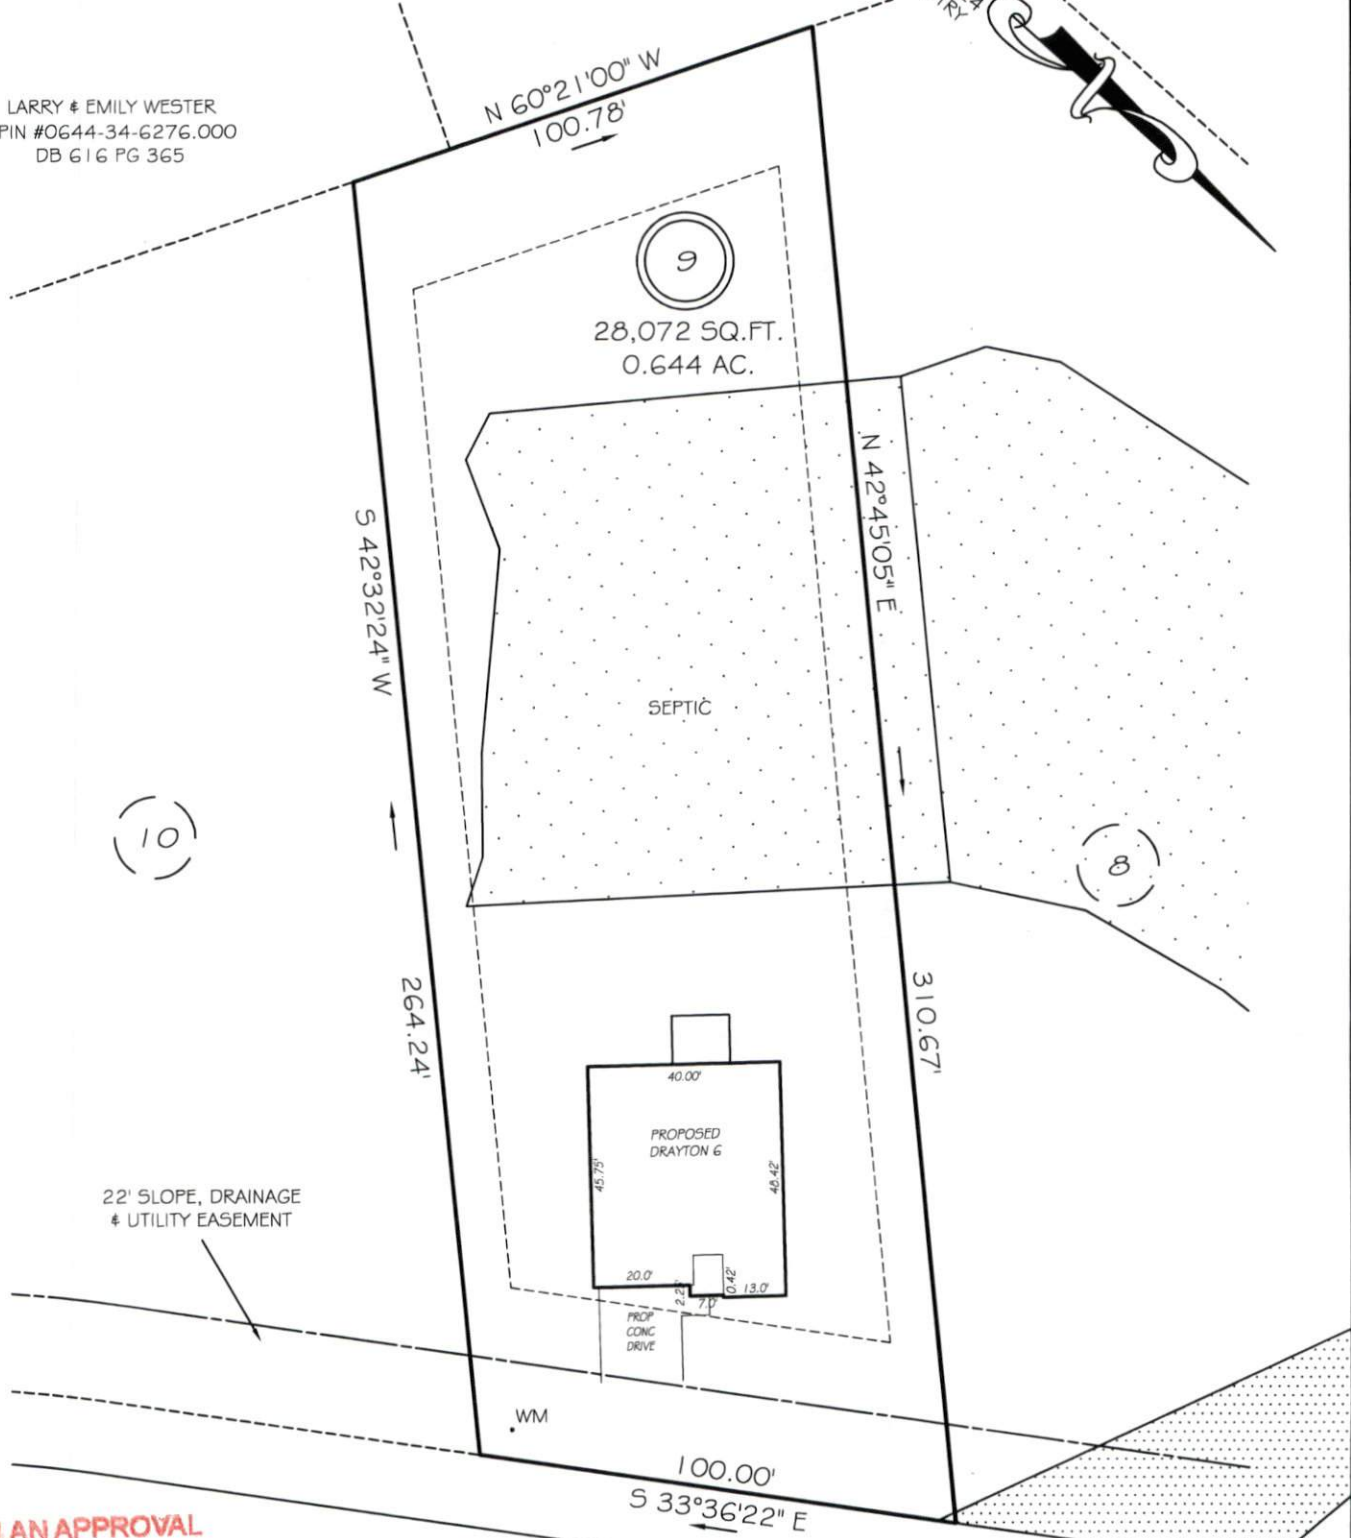 LARRY & EMILY WESTER
PIN #0644-34-6276.000
DB 616 PG 365
N 60°21'00" W
100.78'
9
28,072 SQ.FT.
0.644 AC.
N 42°45'05" E
S 42°32'24" W
SEPTIC
10
8
264.24'
310.67'
40.00'
PROPOSED
DRAYTON 6
45.75'
48.42'
22' SLOPE, DRAINAGE
& UTILITY EASEMENT
20.0'
0.42'
13.0'
7.0'
PROP
CONC
DRIVE
WM
100.00'
S 33°36'22" E
APPROVAL